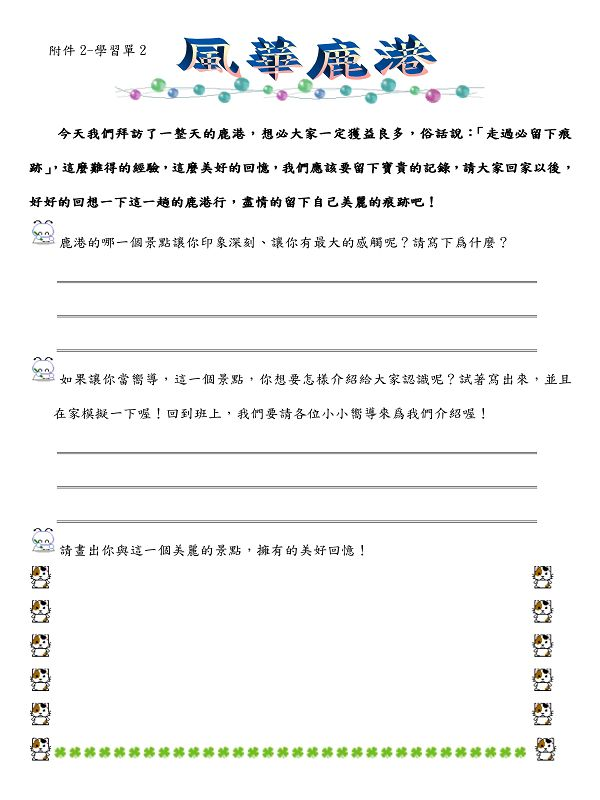 附件 2-學習單 2
風華鹿港
今天我們拜訪了一整天的鹿港，想必大家一定獲益良多，俗話說：「走過必留下痕
跡」，這麼難得的經驗，這麼美好的回憶，我們應該要留下寶貴的記錄，請大家回家以後，
好好的回想一下這一趟的鹿港行，盡情的留下自己美麗的痕跡吧！
鹿港的哪一個景點讓你印象深刻、讓你有最大的感觸呢？請寫下爲什麼？
如果讓你當嚮導，這一個景點，你想要怎樣介紹給大家認識呢？試著寫出來，並且
在家模擬一下喔！回到班上，我們要請各位小小嚮導來爲我們介紹喔！
請畫出你與這一個美麗的景點，擁有的美好回憶！